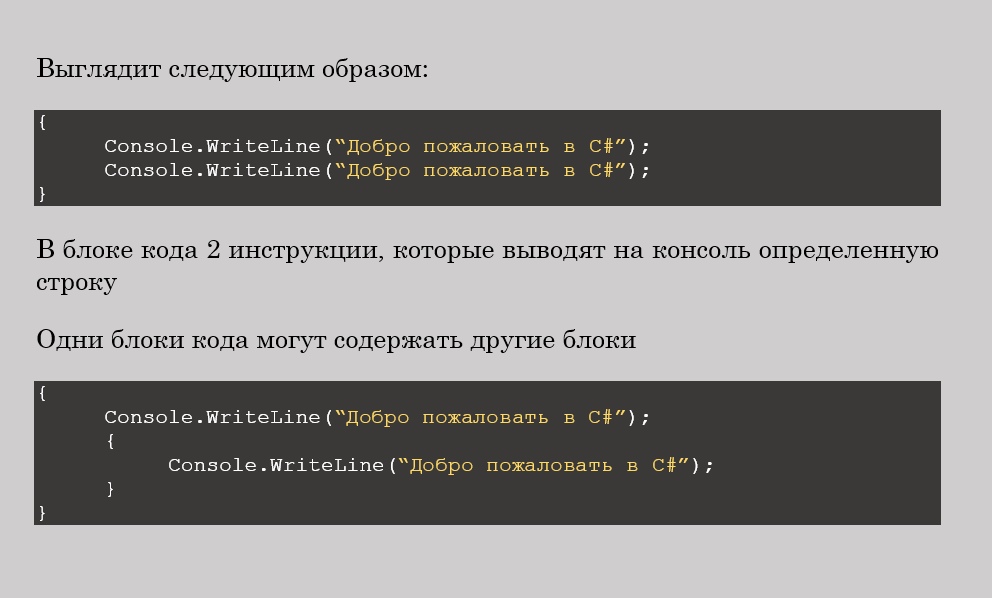 Выглядит следующим образом:
{
Console.WriteLine(“Добро пожаловать в C#”);
Console.WriteLine(“Добро пожаловать в C#”);
}
В блоке кода 2 инструкции, которые выводят на консоль определенную
строку
Одни блоки кода могут содержать другие блоки
{
Console.WriteLine(“Добро пожаловать в C#”);
{
Console.WriteLine(“Добро пожаловать в C#”);
}
}